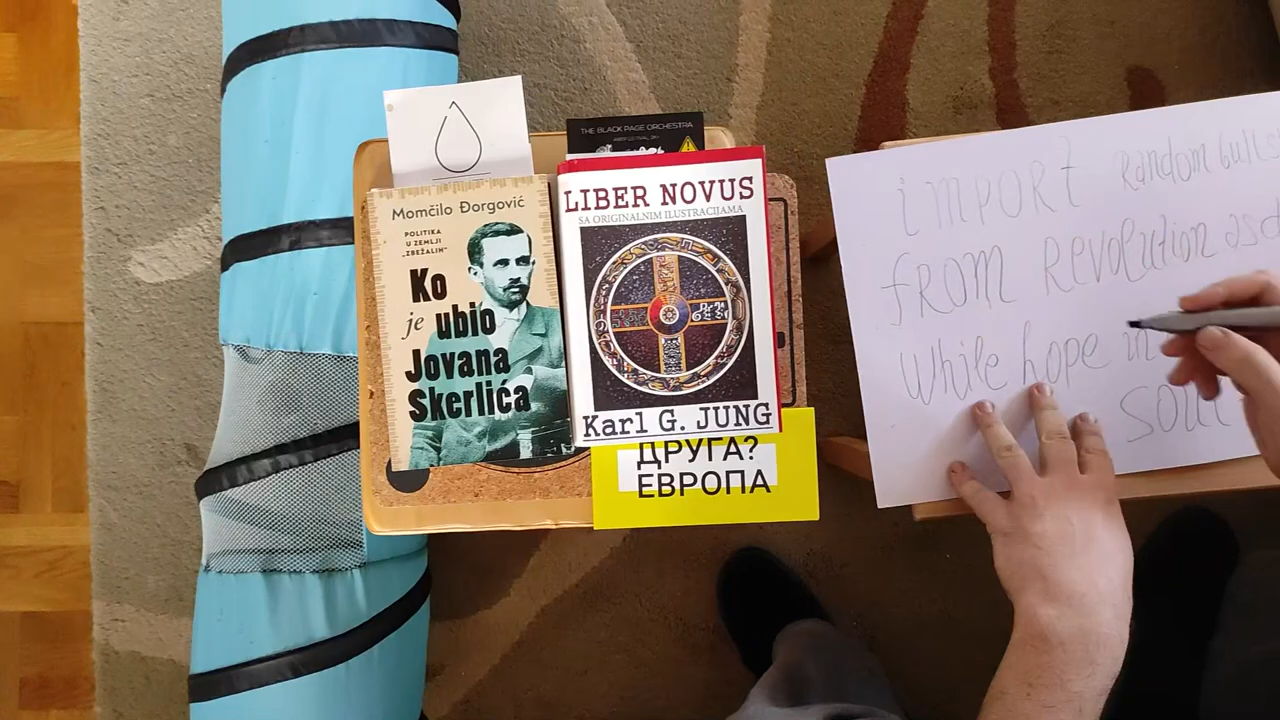 THE BLACK PAGE ORCHESTRA
Momčilo Đorgović
POLITIKA
U ZEMLJI
„ZBEŽALIH"
Ko
je ubio
Jovana
Skerlića
LIBER NOVUS
SA ORIGINALNIM ILUSTRACIJAMA
Karl G. JUNG
ДРУГА?
ЕВРОПА
import Random
from Revolution
While hope in
soul